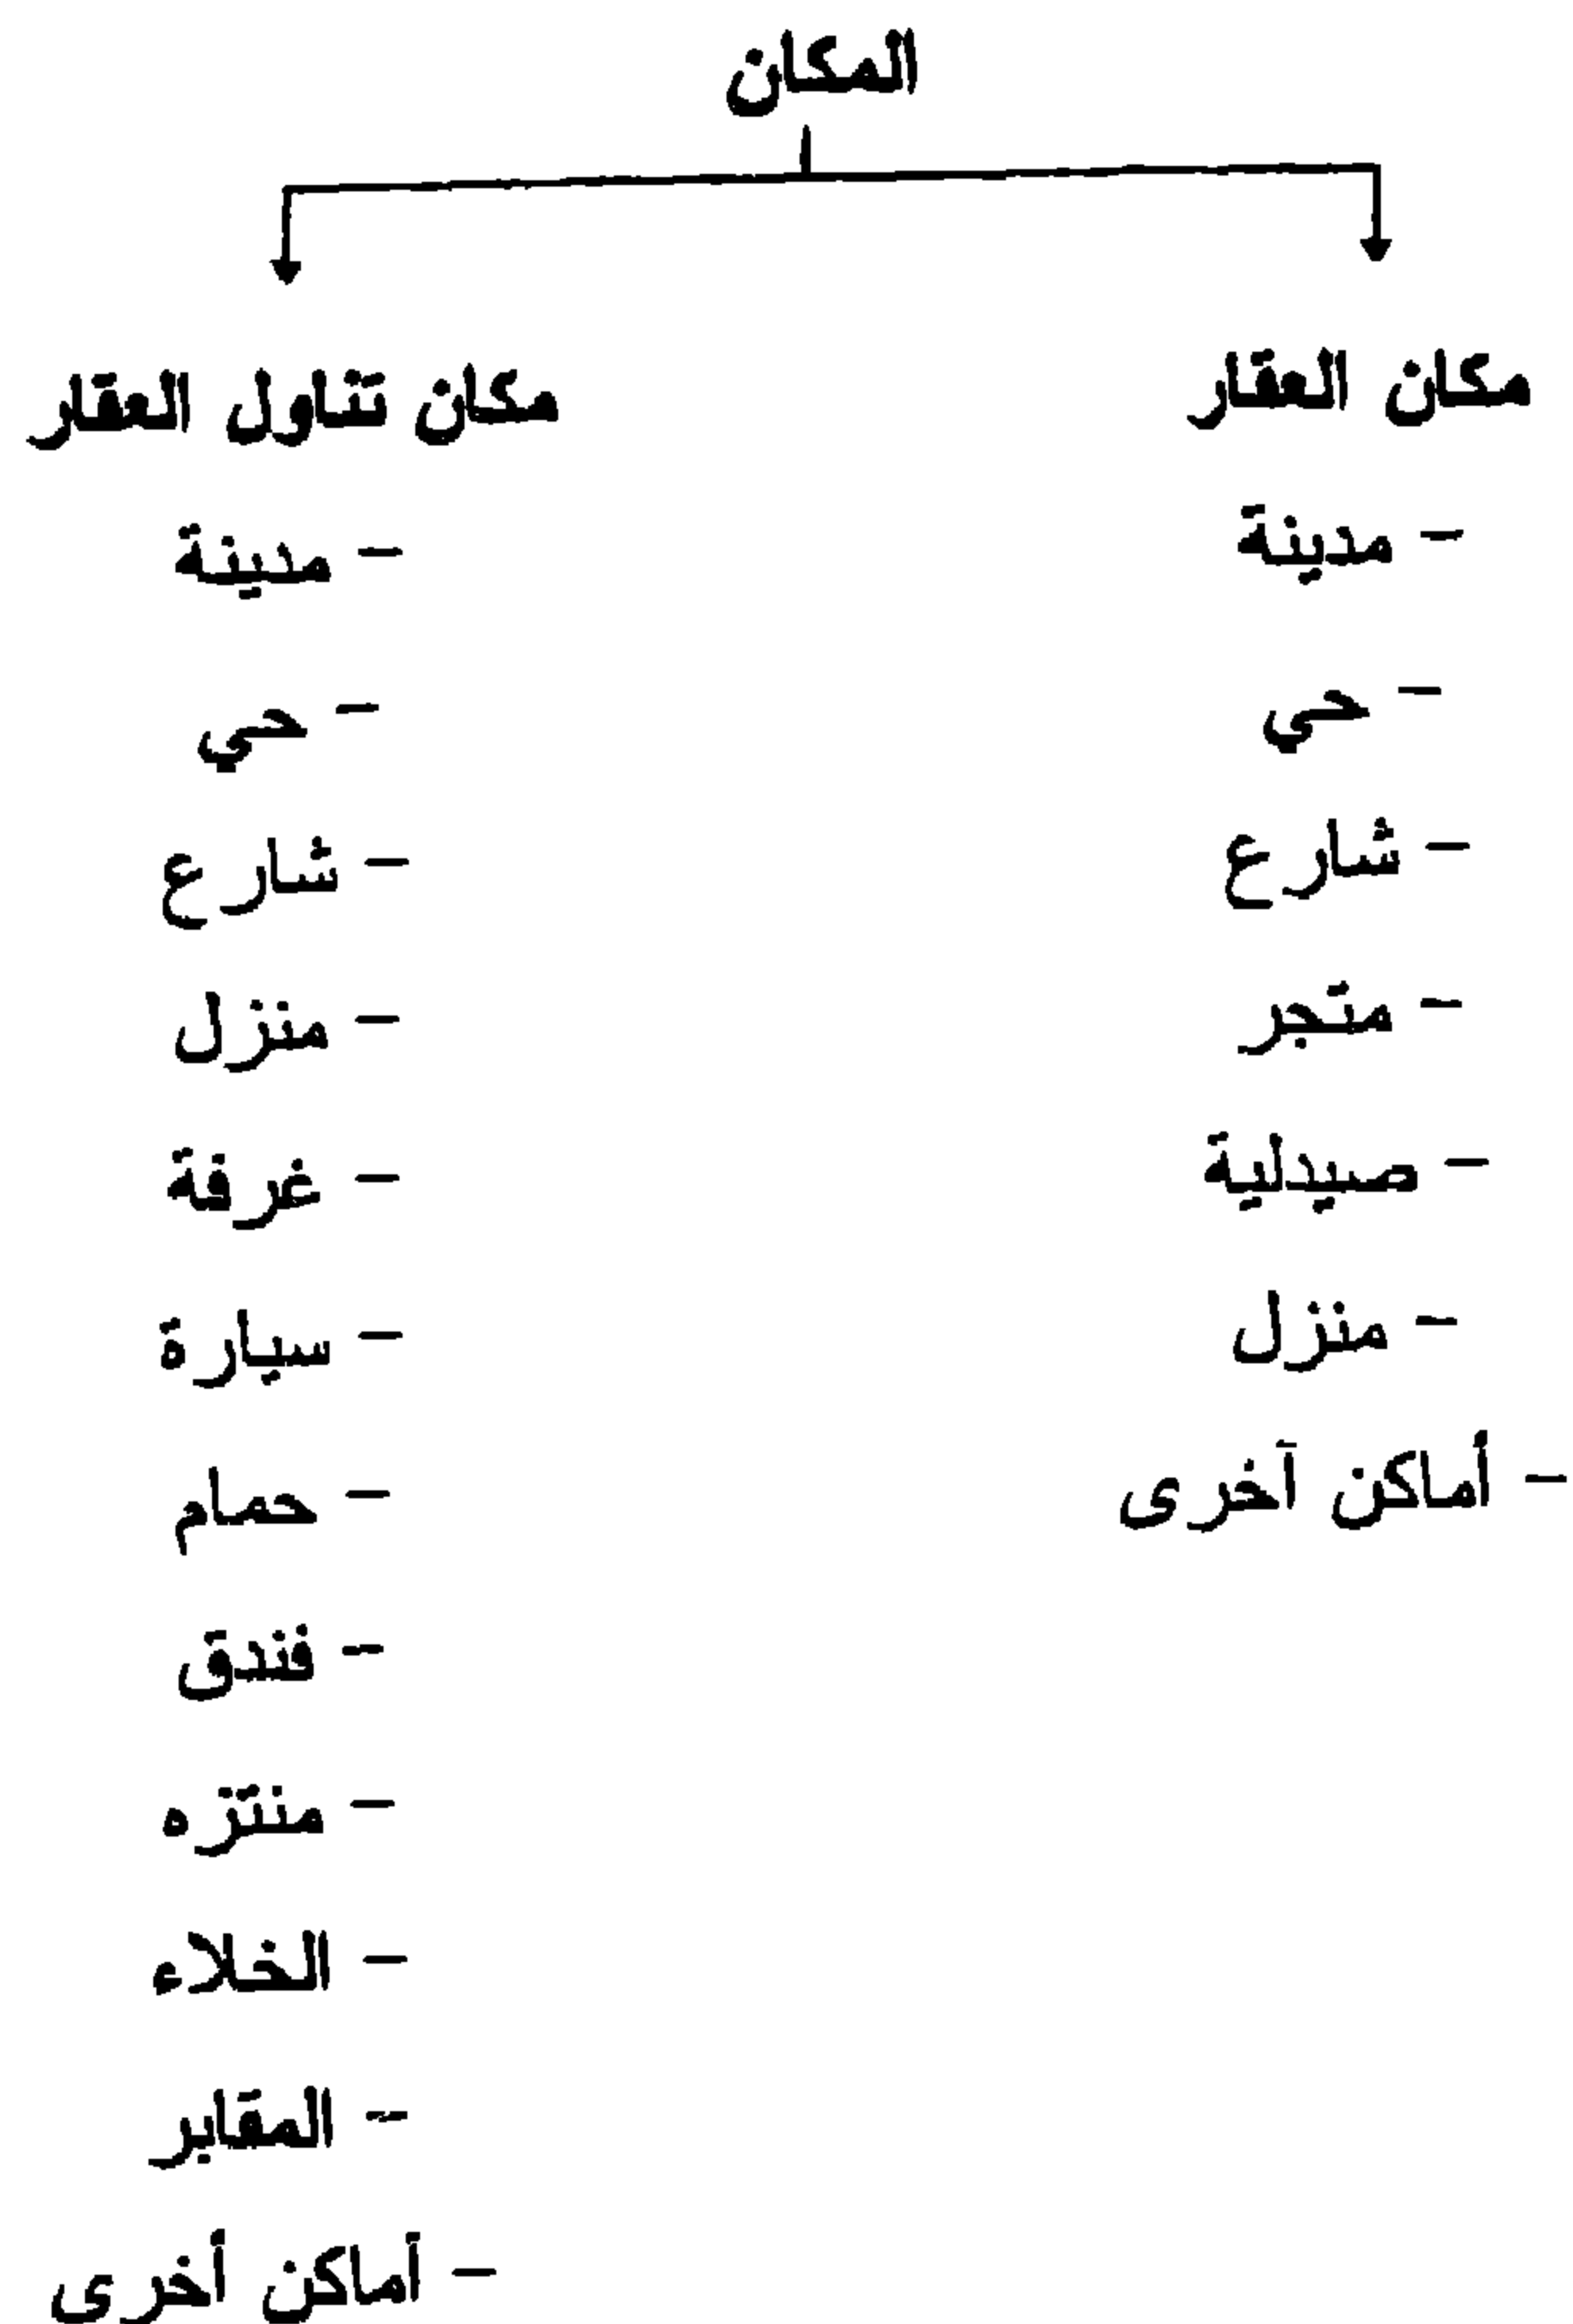 المكان
مكان العقار
- مدينة
- حي
- شارع
- متجر
- صيدلية
- منزل
- أماكن آخرى
مكان تناول العقار
- مدينة
- حي
- شارع
- منزل
- غرفة
- سيارة
- حمام
- فندق
- منتزه
- الخلاء
- المقابر
- أماكن أخرى